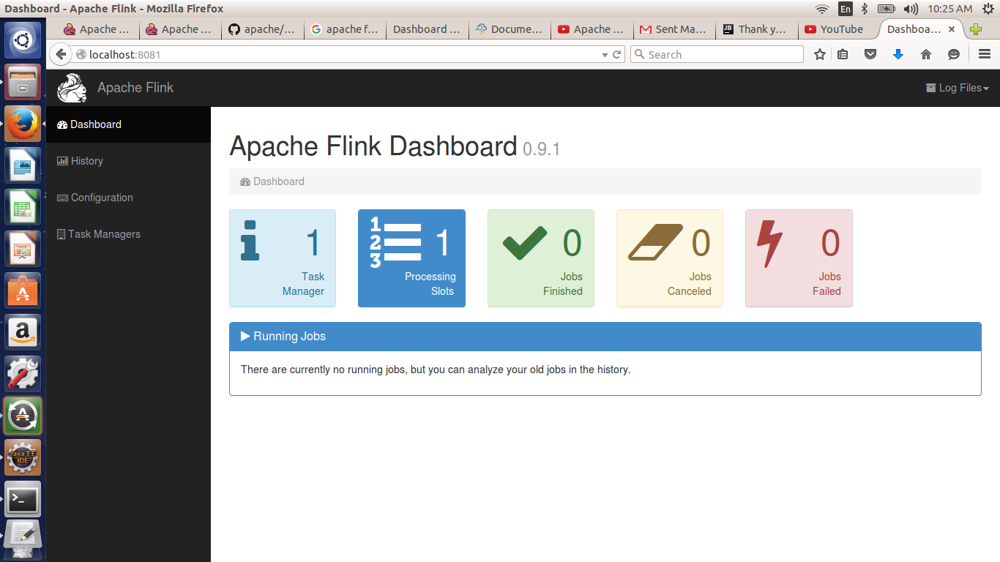 Dashboard - Apache Flink - Mozilla Firefox
En
10:25 AM
Apache ...
Apache ...
apache/...
apache f...
Dashboard ...
Docume...
Apache ...
Sent Ma...
Thank y...
YouTube
Dashboa...
localhost:8081
Search
Apache Flink
Log Files
Dashboard
History
Configuration
Task Managers
Apache Flink Dashboard 0.9.1
Dashboard
1
Task
Manager
1
2
3
1
Processing
Slots
0
Jobs
Finished
0
Jobs
Canceled
0
Jobs
Failed
Running Jobs
There are currently no running jobs, but you can analyze your old jobs in the history.
Java EE
IDE